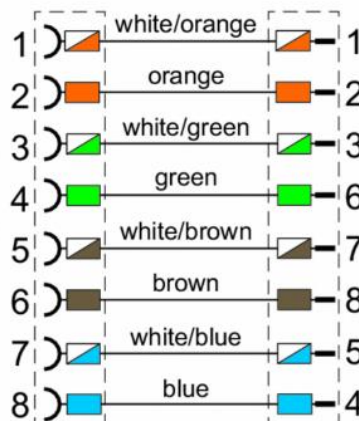 1 white/orange 1
2 orange 2
3 white/green 3
4 green 6
5 white/brown 7
6 brown 8
7 white/blue 5
8 blue 4